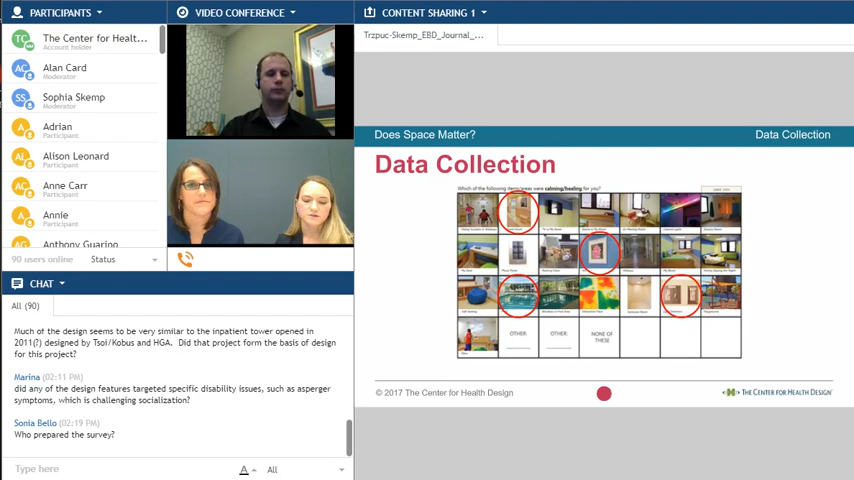 PARTICIPANTS
TC
The Center for Healt...
Account holder
AC
Alan Card
Moderator
SS
Sophia Skemp
Moderator
A
Adrian
Participant
A
Alison Leonard
Participant
AC
Anne Carr
Participant
A
Annie
Participant
AG
Anthony Guarino
90 users online
Status
VIDEO CONFERENCE
CHAT
All (90)
Much of the design seems to be very similar to the inpatient tower opened in
2011(?) designed by Tsoi/Kobus and HGA. Did that project form the basis of design
for this project?
Marina (02:11 PM)
did any of the design features targeted specific disability issues, such as asperger
symptoms, which is challenging socialization?
Sonia Bello (02:19 PM)
Who prepared the survey?
Type here
A
All
CONTENT SHARING 1
Trzpuc-Skemp_EBD_Journal_...
Does Space Matter?
Data Collection
Data Collection
Which of the following items/areas were calming/healing for you?
OTHER:
OTHER:
NONE OF
THESE
© 2017 The Center for Health Design
THE CENTER FOR HEALTH DESIGN